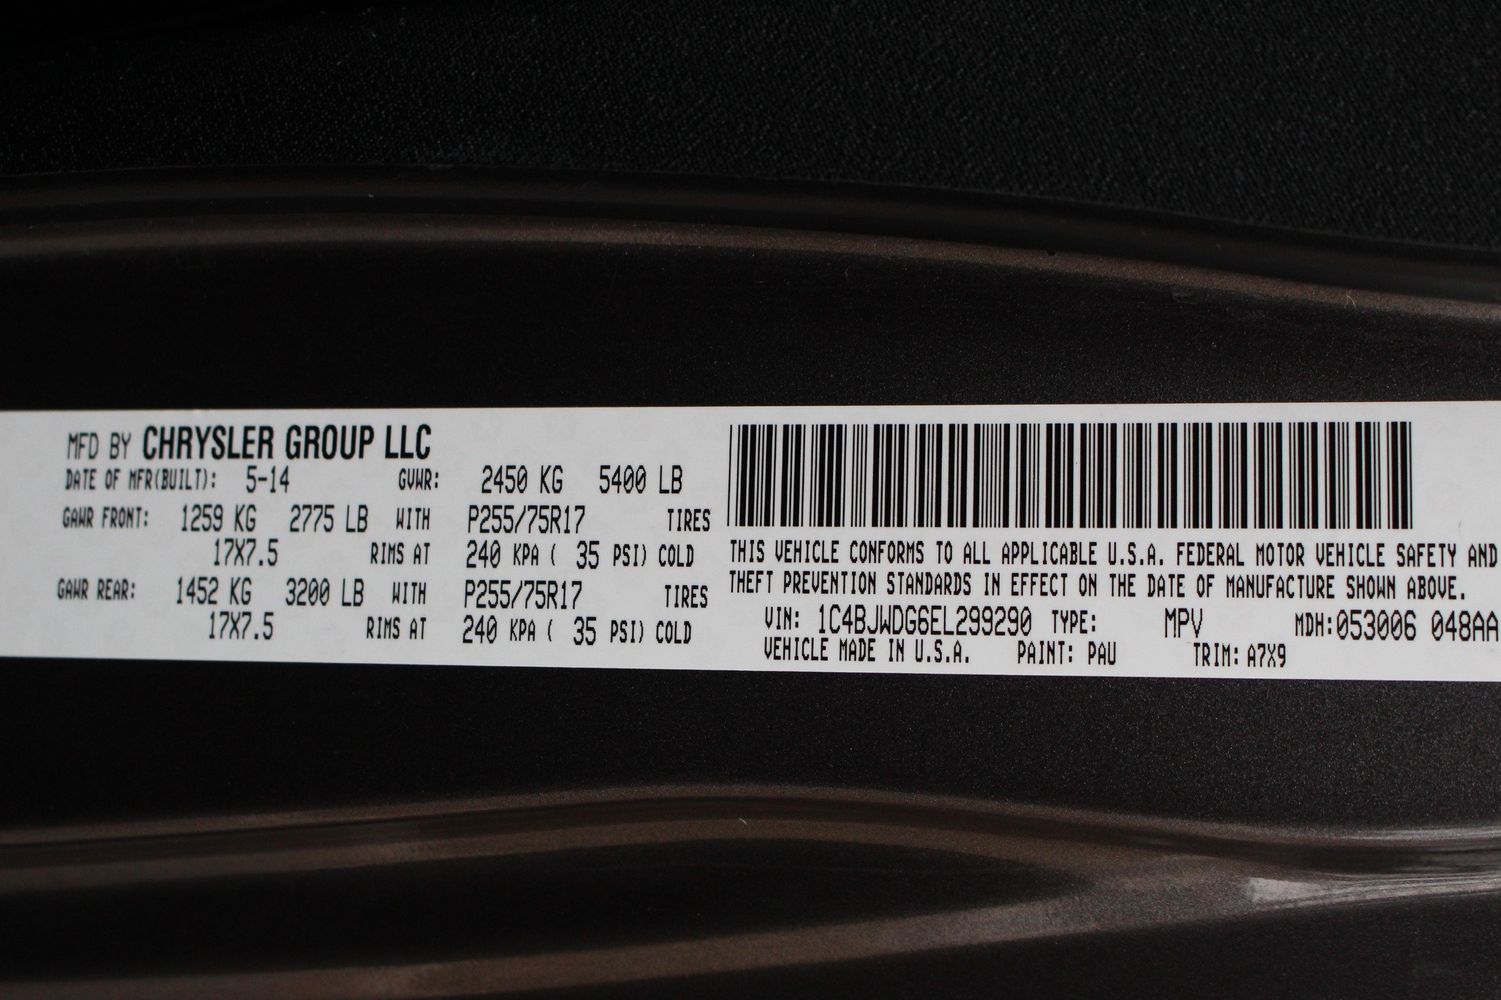 MFD BY CHRYSLER GROUP LLC
DATE OF MFR(BUILT): 5-14 GVWR: 2450 KG 5400 LB
GAWR FRONT: 1259 KG 2775 LB WITH P255/75R17 TIRES
17X7.5 RIMS AT 240 KPA ( 35 PSI) COLD
GAWR REAR: 1452 KG 3200 LB WITH P255/75R17 TIRES
17X7.5 RIMS AT 240 KPA ( 35 PSI) COLD
THIS VEHICLE CONFORMS TO ALL APPLICABLE U.S.A. FEDERAL MOTOR VEHICLE SAFETY AND
THEFT PREVENTION STANDARDS IN EFFECT ON THE DATE OF MANUFACTURE SHOWN ABOVE.
VIN: 1C4BJWDG6EL299290 TYPE: MPV MDH:053006 048AA
VEHICLE MADE IN U.S.A. PAINT: PAU TRIM: A7X9